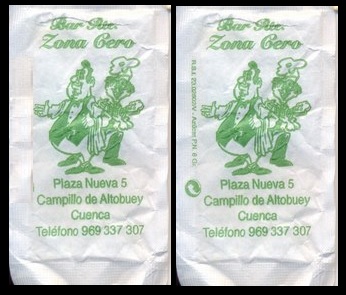 Bar Rte.
Zona Cero
Plaza Nueva 5
Campillo de Altobuey
Cuenca
Teléfono 969 337 307
Bar Rte.
Zona Cero
Plaza Nueva 5
Campillo de Altobuey
Cuenca
Teléfono 969 337 307